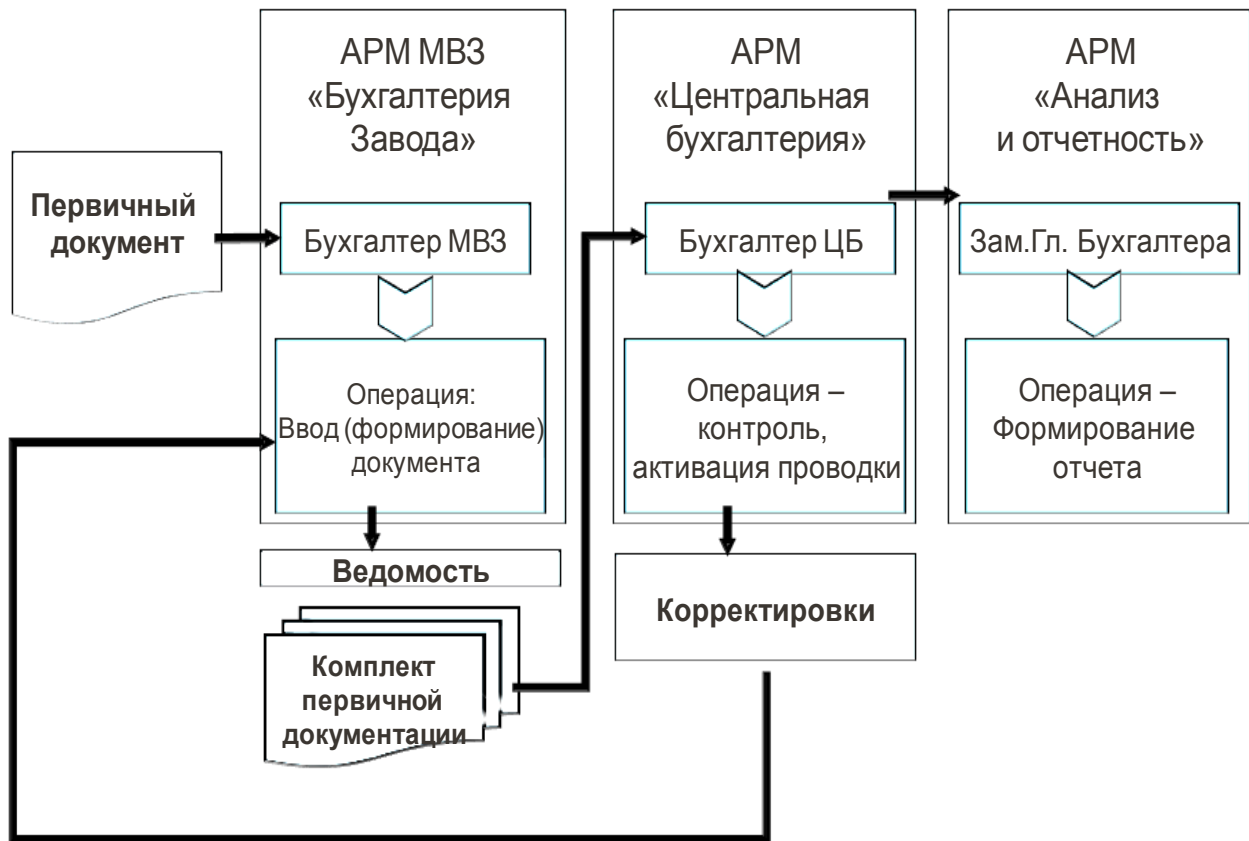 АРМ МВЗ
«Бухгалтерия
Завода»
АРМ
«Центральная
бухгалтерия»
АРМ
«Анализ
и отчетность»
Первичный
документ
Бухгалтер МВЗ
Бухгалтер ЦБ
Зам.Гл. Бухгалтера
Операция:
Ввод (формирование)
документа
Операция –
контроль,
активация проводки
Операция –
Формирование
отчета
Ведомость
Корректировки
Комплект
первичной
документации